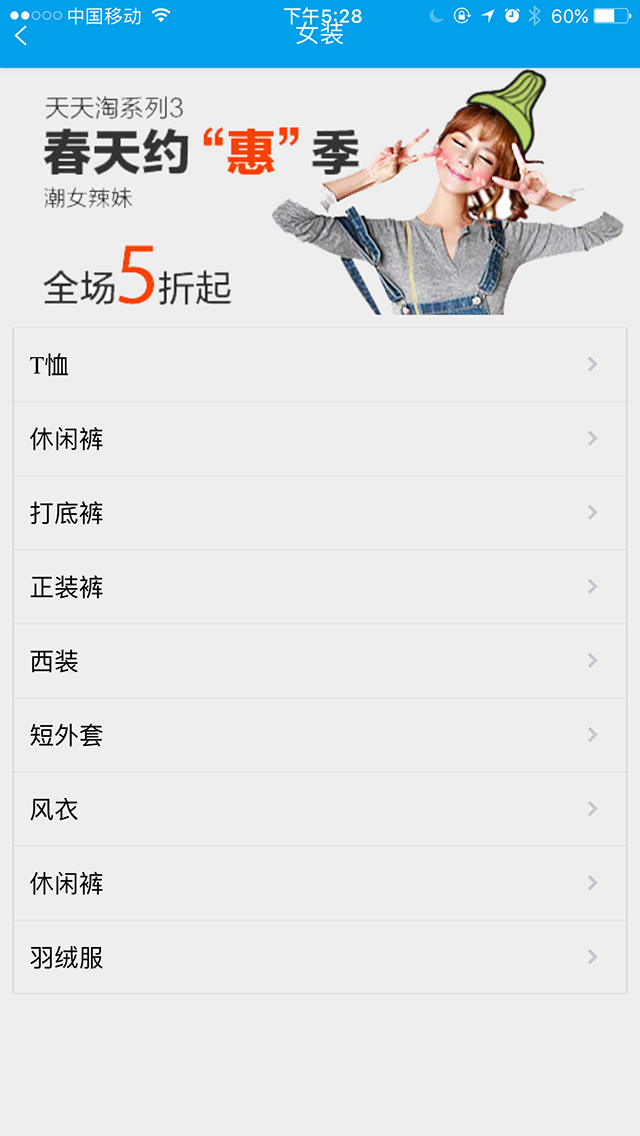 中国移动
下午5:28
60%
女装
天天淘系列3
春天约“惠”季
潮女辣妹
全场5折起
T恤
休闲裤
打底裤
正装裤
西装
短外套
风衣
休闲裤
羽绒服